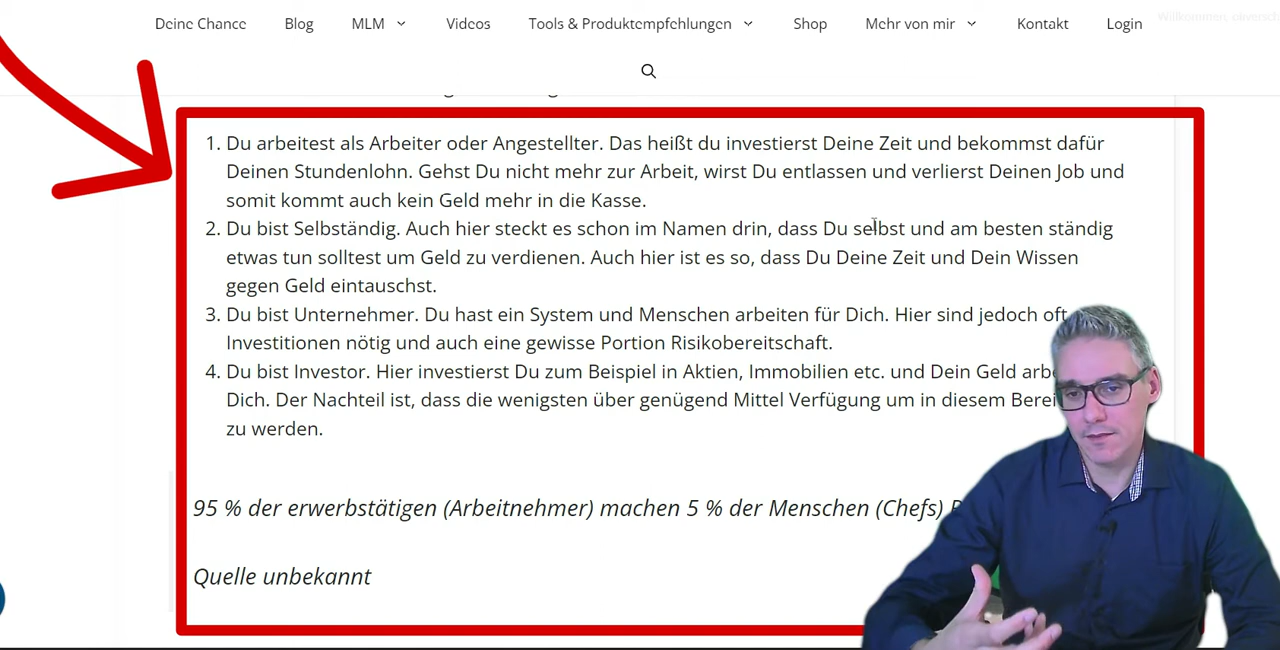 Deine Chance Blog MLM Videos Tools & Produktempfehlungen Shop Mehr von mir Kontakt Login
Willkommen,
1. Du arbeitest als Arbeiter oder Angestellter. Das heißt du investierst Deine Zeit und bekommst dafür
Deinen Stundenlohn. Gehst Du nicht mehr zur Arbeit, wirst Du entlassen und verlierst Deinen Job und
somit kommt auch kein Geld mehr in die Kasse.
2. Du bist Selbständig. Auch hier steckt es schon im Namen drin, dass Du selbst und am besten ständig
etwas tun solltest um Geld zu verdienen. Auch hier ist es so, dass Du Deine Zeit und Dein Wissen
gegen Geld eintauschst.
3. Du bist Unternehmer. Du hast ein System und Menschen arbeiten für Dich. Hier sind jedoch oft
Investitionen nötig und auch eine gewisse Portion Risikobereitschaft.
4. Du bist Investor. Hier investierst Du zum Beispiel in Aktien, Immobilien etc. und Dein Geld
Dich. Der Nachteil ist, dass die wenigsten über genügend Mittel Verfügung um in diesem
zu werden.
95 % der erwerbstätigen (Arbeitnehmer) machen 5 % der Menschen (Chefs)
Quelle unbekannt